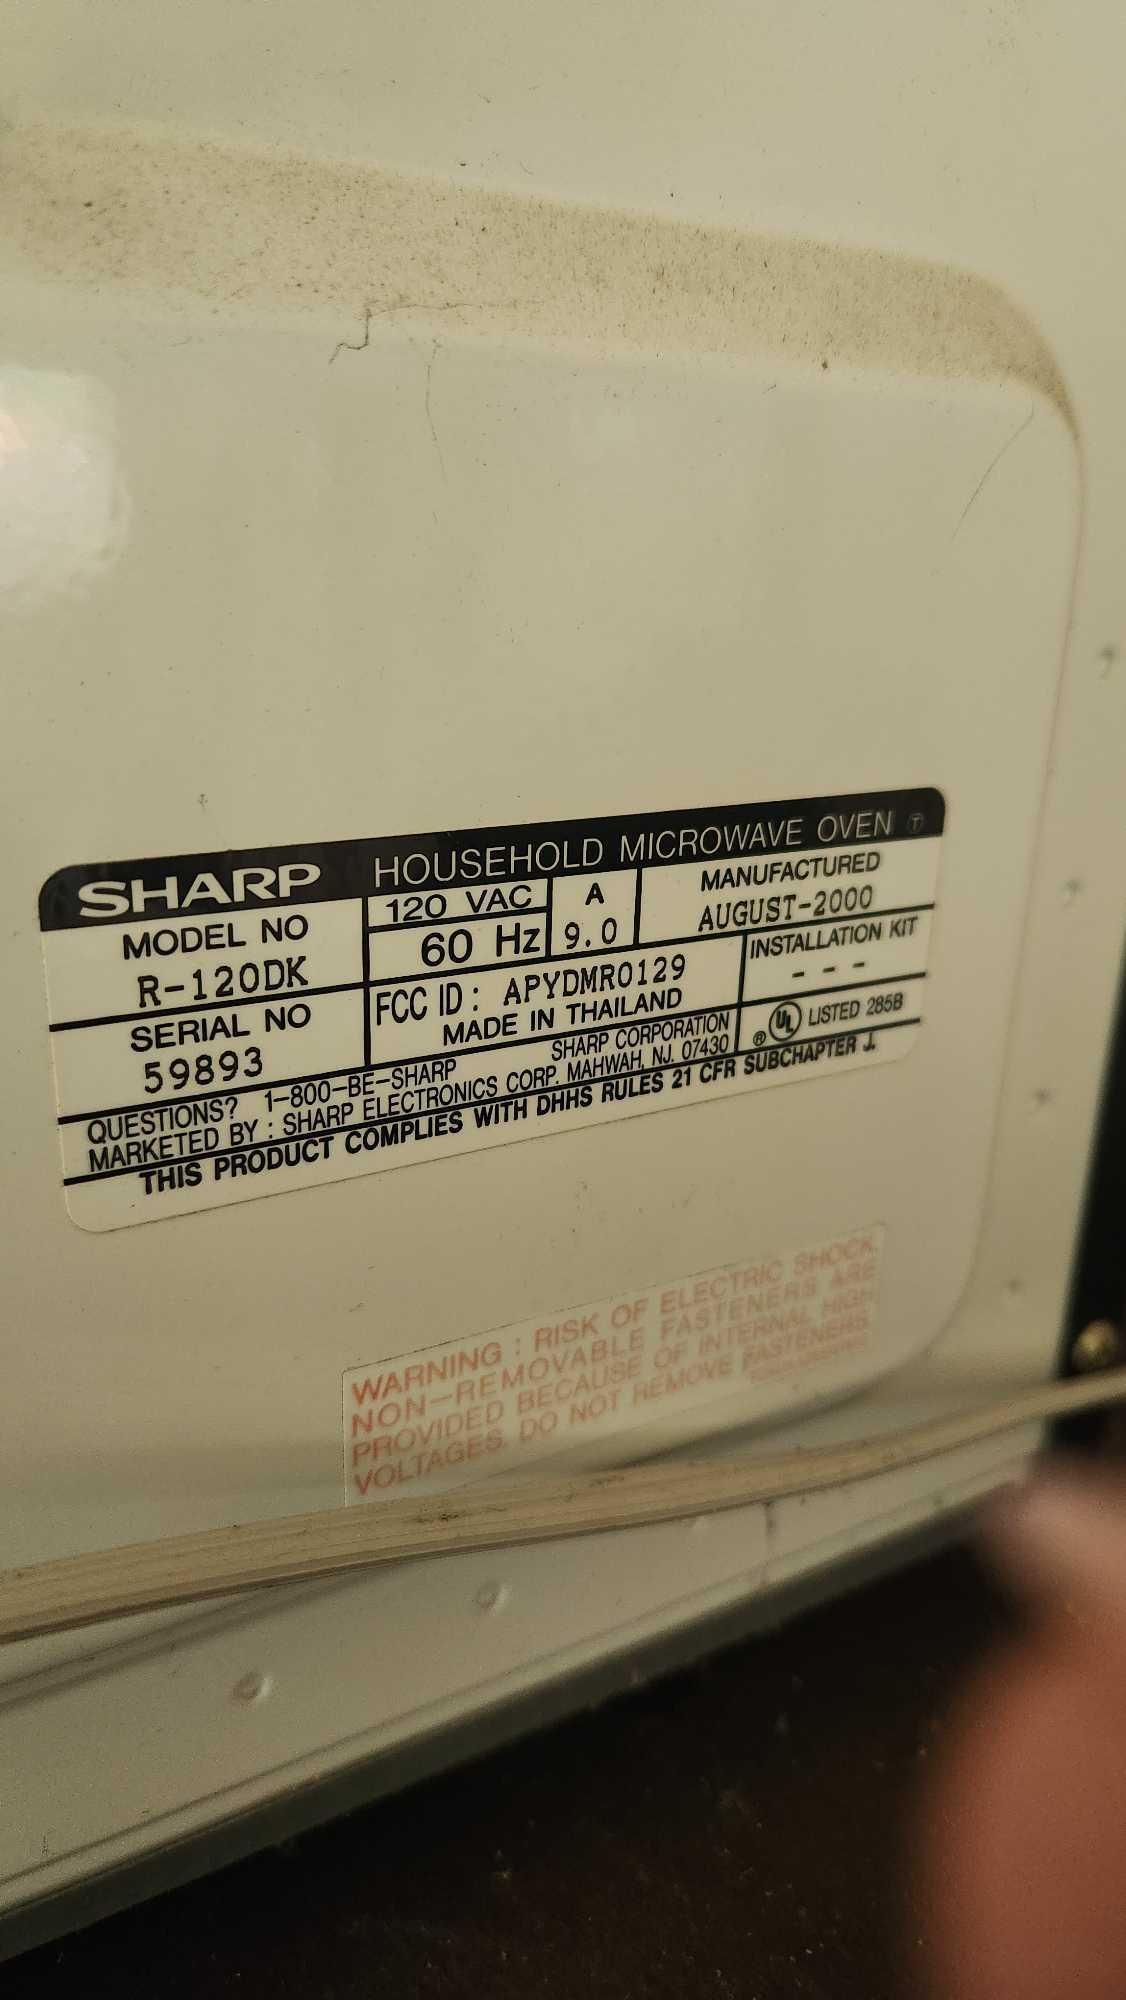 SHARP HOUSEHOLD MICROWAVE OVEN T
MODEL NO
R-120DK
120 VAC
60 Hz
A
9.0
MANUFACTURED
AUGUST-2000
SERIAL NO
59893
FCC ID: APYDMR0129
MADE IN THAILAND
INSTALLATION KIT
---
QUESTIONS? 1-800-BE-SHARP SHARP CORPORATION
MARKETED BY : SHARP ELECTRONICS CORP. MAHWAH, NJ. 07430
® UL LISTED 285B
THIS PRODUCT COMPLIES WITH DHHS RULES 21 CFR SUBCHAPTER J.
WARNING : RISK OF ELECTRIC SHOCK.
NON-REMOVABLE FASTENERS ARE
PROVIDED BECAUSE OF INTERNAL HIGH
VOLTAGES. DO NOT REMOVE FASTENERS.